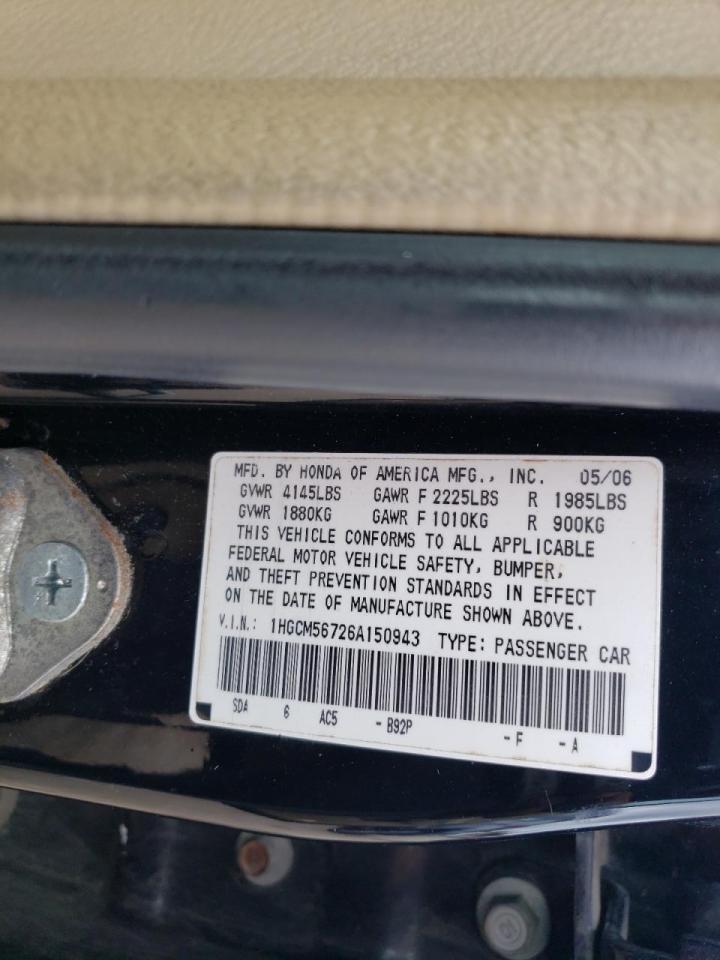 MFD. BY HONDA OF AMERICA MFG., INC. 05/06
GVWR 4145LBS GAWR F 2225LBS R 1985LBS
GVWR 1880KG GAWR F 1010KG R 900KG
THIS VEHICLE CONFORMS TO ALL APPLICABLE
FEDERAL MOTOR VEHICLE SAFETY, BUMPER,
AND THEFT PREVENTION STANDARDS IN EFFECT
ON THE DATE OF MANUFACTURE SHOWN ABOVE.
V.I.N.: 1HGCM56726A150943 TYPE: PASSENGER CAR
SDA 6 AC5 - B92P - F - A